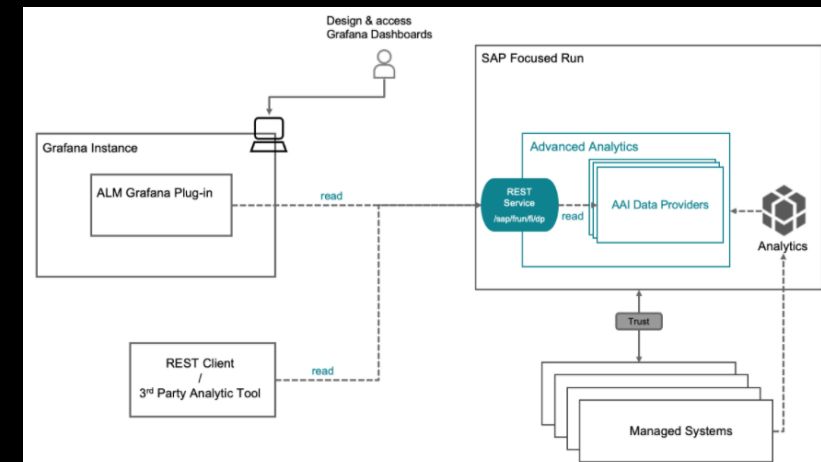 Design & access
Grafana Dashboards
SAP Focused Run
Grafana Instance
Advanced Analytics
ALM Grafana Plug-in
read
REST
Service
/sap/frun/fi/dp
read
AAI Data Providers
Analytics
Trust
REST Client
/
3rd Party Analytic Tool
read
Managed Systems